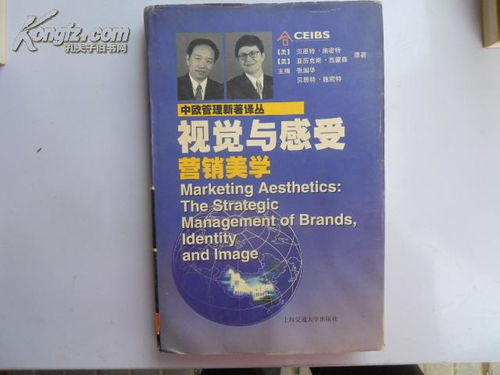 Kongfz.com
孔夫子旧书网
CEIBS
[美] 贝恩特·施密特
[美] 亚历克斯·西蒙森 原著
主编 张国华
贝恩特·施密特
中欧管理新著译丛
视觉与感受
营销美学
Marketing Aesthetics:
The Strategic
Management of Brands,
Identity
and Image
上海交通大学出版社